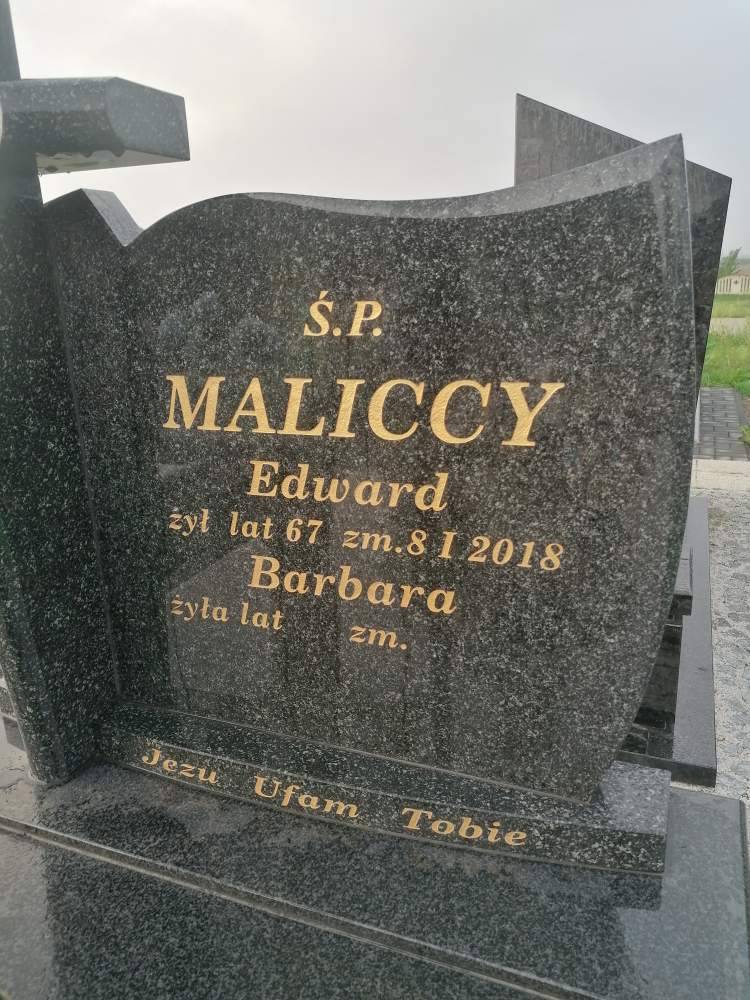 Ś.P.
MALICCY
Edward
żył lat 67 zm.8 I 2018
Barbara
żyła lat zm.
Jezu Ufam Tobie